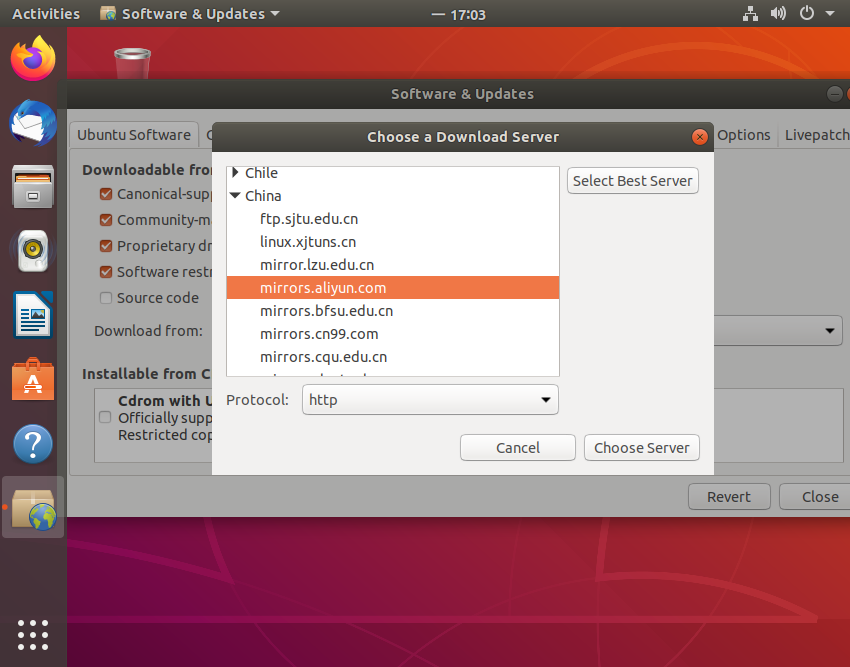 Activities Software & Updates — 17:03
Software & Updates
Ubuntu Software Options Livepatch
Choose a Download Server
Downloadable from
Canonical-supp
Community-ma
Proprietary dr
Software restr
Source code
Download from:
Installable from C
Cdrom with U
Officially supp
Restricted cop
Chile
China
ftp.sjtu.edu.cn
linux.xjtuns.cn
mirror.lzu.edu.cn
mirrors.aliyun.com
mirrors.bfsu.edu.cn
mirrors.cn99.com
mirrors.cqu.edu.cn
Select Best Server
Protocol: http
Cancel Choose Server
Revert Close